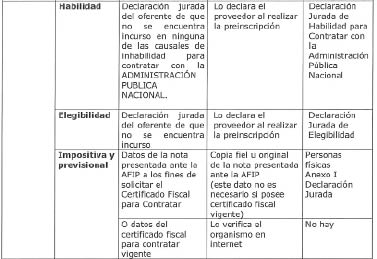 Habilidad
Declaración jurada
del oferente de que
no se encuentra
incurso en ninguna
de las causales de
inhabilidad para
contratar con la
ADMINISTRACIÓN
PUBLICA
NACIONAL.
Lo declara el
proveedor al realizar
la preinscripción
Declaración
Jurada de
Habilidad para
Contratar con
la
Administración
Pública
Nacional
Elegibilidad
Declaración jurada
del oferente de que
no se encuentra
incurso
Lo declara el
proveedor al realizar
la preinscripción
Declaración
Jurada de
Elegibilidad
Impositiva y
previsional
Datos de la nota
presentada ante la
AFIP a los fines de
solicitar el
Certificado Fiscal
para Contratar
Copia fiel u original
de la nota presentada
ante la AFIP
(este dato no es
necesario si posee
certificado fiscal
vigente)
Personas
físicas
Anexo I
Declaración
Jurada
O datos del
certificado fiscal
para contratar
vigente
Lo verifica el
organismo en
internet
No hay